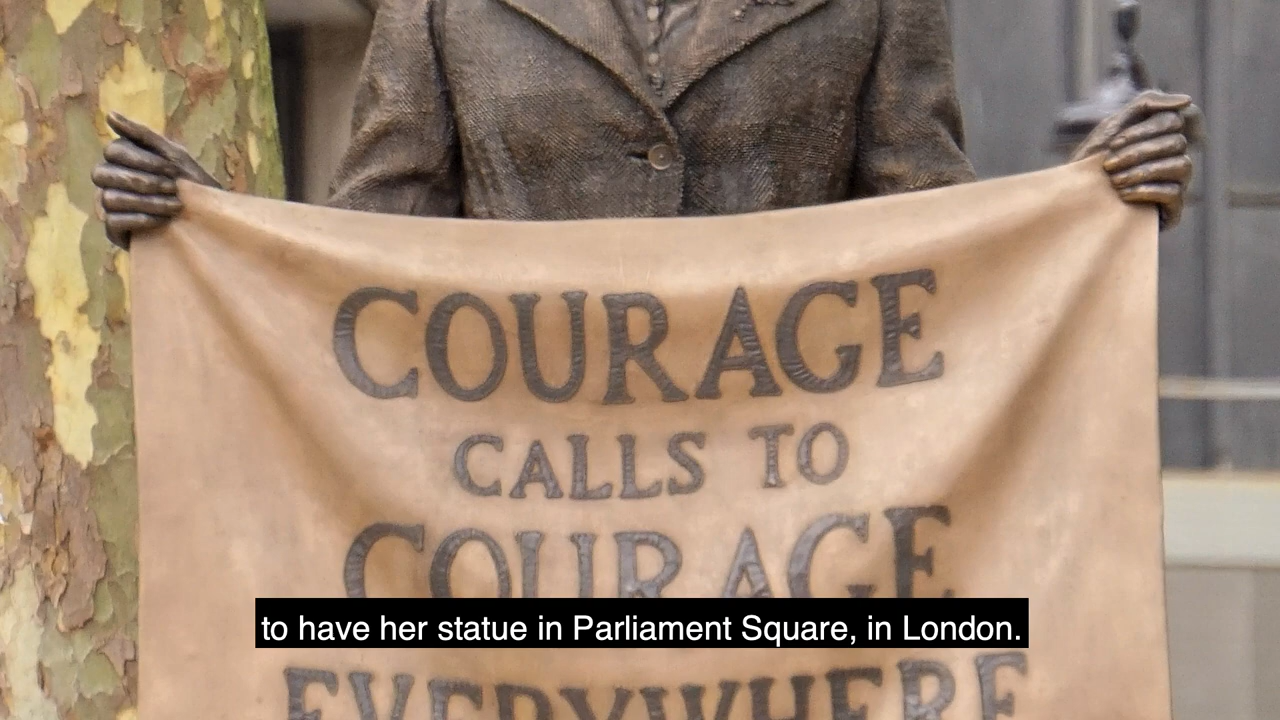 COURAGE
CALLS TO
COURAGE
to have her statue in Parliament Square, in London.
EVERYWHERE